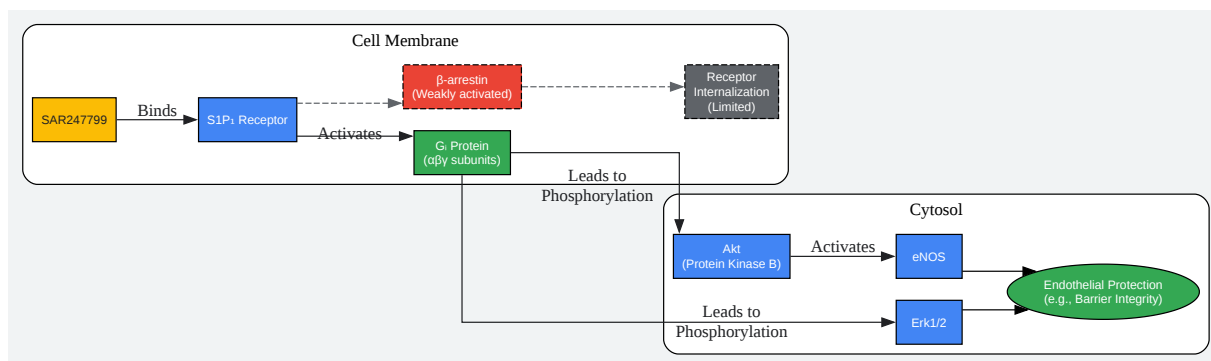 Cell Membrane
SAR247799
Binds
S1P₁ Receptor
β-arrestin
(Weakly activated)
Receptor
Internalization
(Limited)
Activates
Gᵢ Protein
(αβγ subunits)
Leads to
Phosphorylation
Cytosol
Akt
(Protein Kinase B)
Activates
eNOS
Endothelial Protection
(e.g., Barrier Integrity)
Leads to
Phosphorylation
Erk1/2